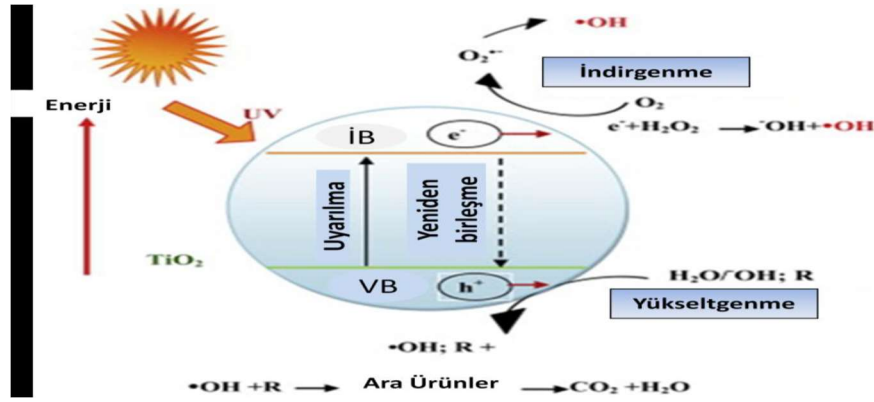 •OH
O₂•⁻
İndirgenme
Enerji
O₂
UV
e⁻+H₂O₂ → ⁻OH+•OH
İB
e⁻
Uyarılma
Yeniden
birleşme
TiO₂
VB
h⁺
H₂O/⁻OH; R
Yükseltgenme
•OH; R +
•OH +R → Ara Ürünler → CO₂ +H₂O